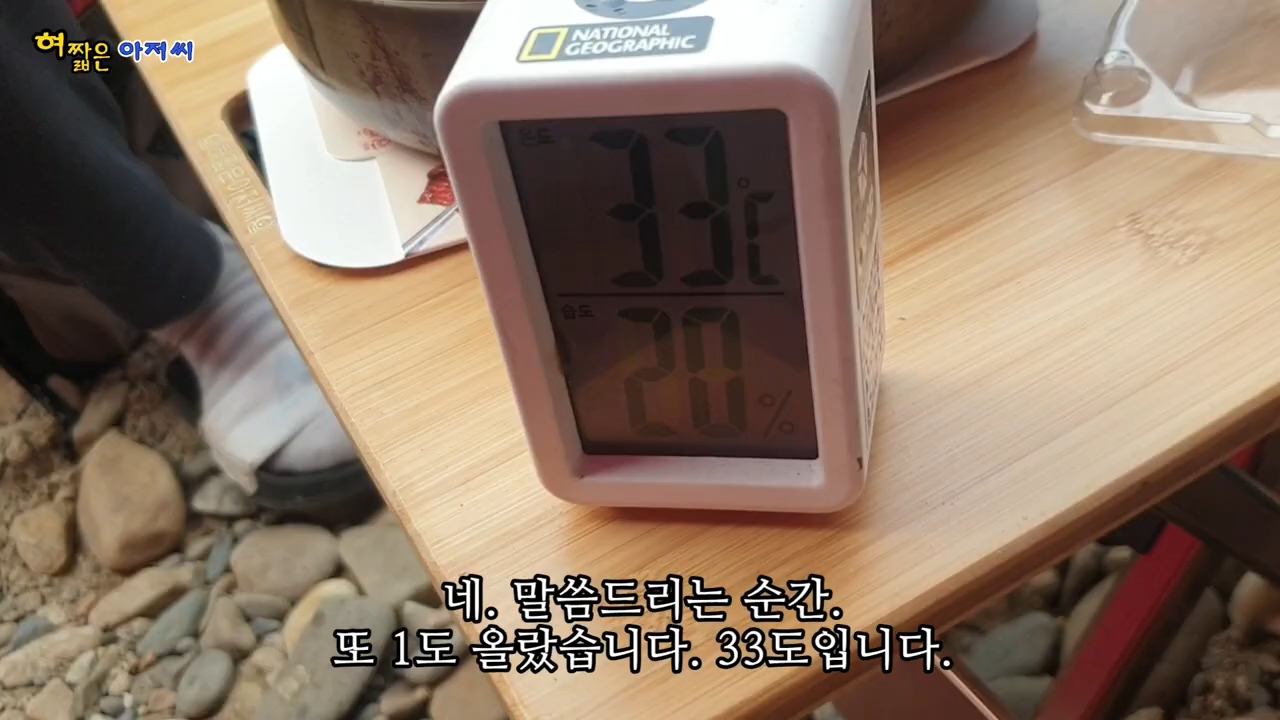 혀짧은 아저씨
NATIONAL
GEOGRAPHIC
온도
33℃
습도
20%
네. 말씀드리는 순간.
또 1도 올랐습니다. 33도입니다.